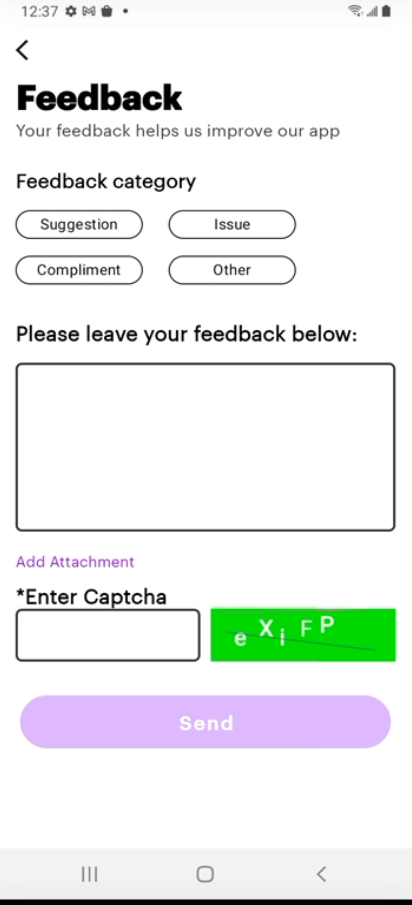 12:37
Feedback
Your feedback helps us improve our app
Feedback category
Suggestion Issue
Compliment Other
Please leave your feedback below:
Add Attachment
*Enter Captcha
e X i F P
Send